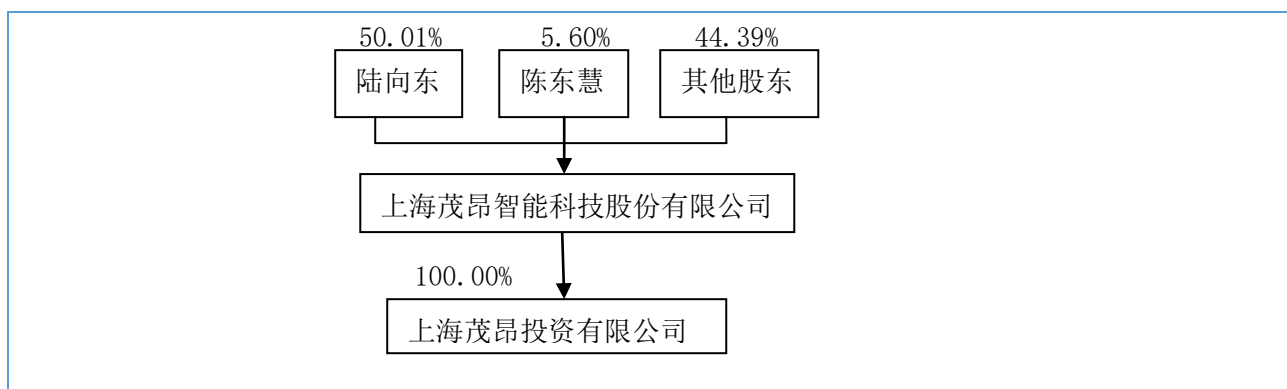 50.01% 5.60% 44.39%
陆向东 陈东慧 其他股东
上海茂昂智能科技股份有限公司
100.00%
上海茂昂投资有限公司